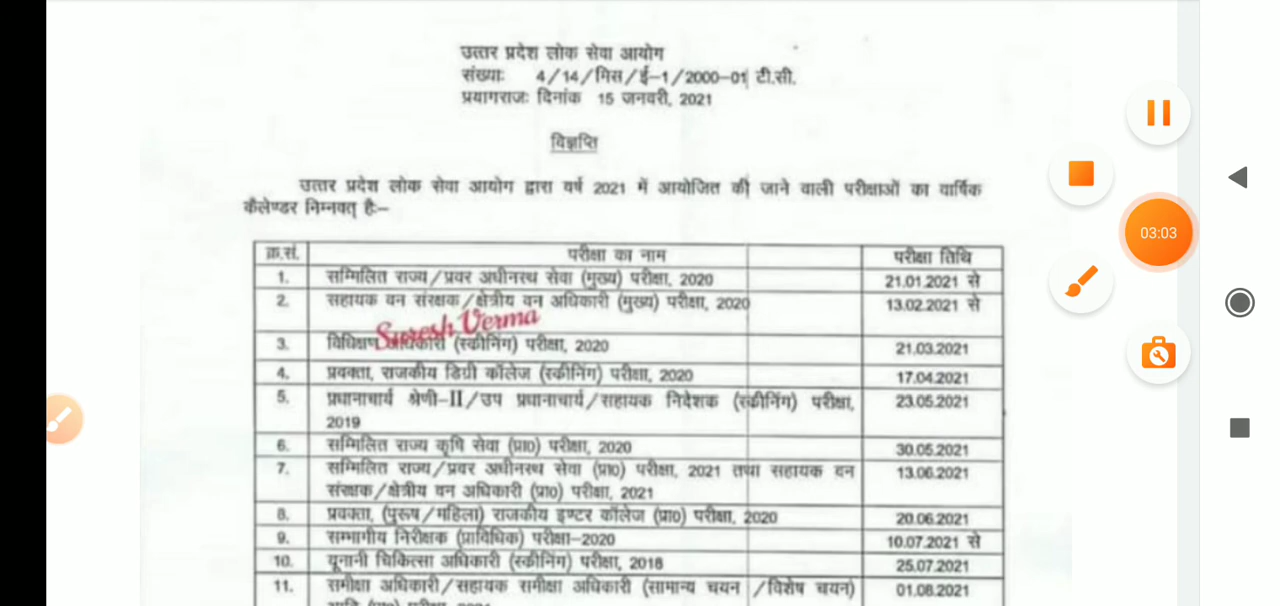 उत्तर प्रदेश लोक सेवा आयोग
संख्याः 4/14/मिस/ई-1/2000-01 टी.सी.
प्रयागराजः दिनांक 15 जनवरी, 2021
विज्ञप्ति
उत्तर प्रदेश लोक सेवा आयोग द्वारा वर्ष 2021 में आयोजित की जाने वाली परीक्षाओं का वार्षिक
कैलेण्डर निम्नवत् हैः-
क्र.सं. परीक्षा का नाम परीक्षा तिथि
1. सम्मिलित राज्य/प्रवर अधीनस्थ सेवा (मुख्य) परीक्षा, 2020 21.01.2021 से
2. सहायक वन संरक्षक/क्षेत्रीय वन अधिकारी (मुख्य) परीक्षा, 2020 13.02.2021 से
Suresh Verma
3. विधिक्षण अधिकारी (स्कीनिंग) परीक्षा, 2020 21.03.2021
4. प्रवक्ता, राजकीय डिग्री कॉलेज (स्कीनिंग) परीक्षा, 2020 17.04.2021
5. प्रधानाचार्य श्रेणी-II/उप प्रधानाचार्य/सहायक निदेशक (स्कीनिंग) परीक्षा, 23.05.2021
2019
6. सम्मिलित राज्य कृषि सेवा (प्रा0) परीक्षा, 2020 30.05.2021
7. सम्मिलित राज्य/प्रवर अधीनस्थ सेवा (प्रा0) परीक्षा, 2021 तथा सहायक वन 13.06.2021
संरक्षक/क्षेत्रीय वन अधिकारी (प्रा0) परीक्षा, 2021
8. प्रवक्ता, (पुरूष/महिला) राजकीय इण्टर कॉलेज (प्रा0) परीक्षा, 2020 20.06.2021
9. सम्भागीय निरीक्षक (प्राविधिक) परीक्षा-2020 10.07.2021 से
10. यूनानी चिकित्सा अधिकारी (स्कीनिंग) परीक्षा, 2018 25.07.2021
11. समीक्षा अधिकारी/सहायक समीक्षा अधिकारी (सामान्य चयन /विशेष चयन) 01.08.2021
03:03